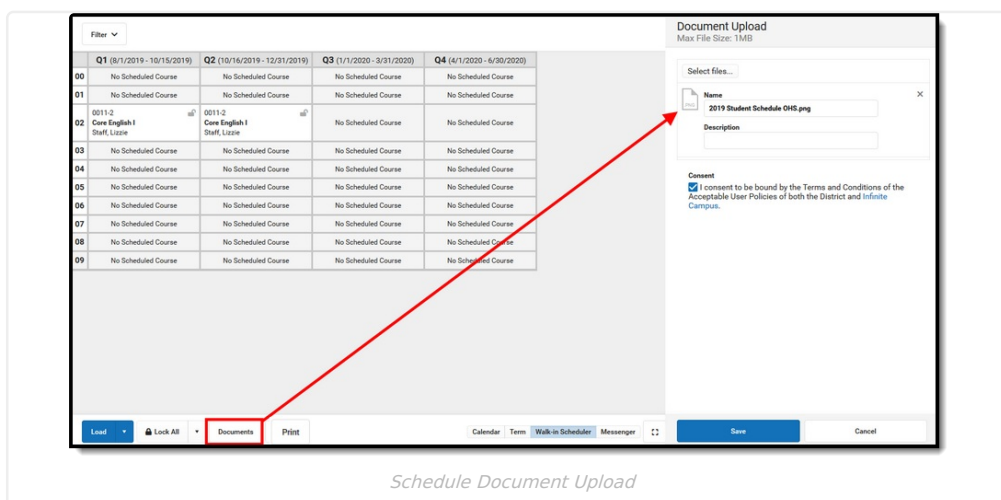 Filter
Document Upload
Max File Size: 1MB
Q1 (8/1/2019 - 10/15/2019) Q2 (10/16/2019 - 12/31/2019) Q3 (1/1/2020 - 3/31/2020) Q4 (4/1/2020 - 6/30/2020)
00 No Scheduled Course No Scheduled Course No Scheduled Course No Scheduled Course
01 No Scheduled Course No Scheduled Course No Scheduled Course No Scheduled Course
0011-2 0011-2
02 Core English I Core English I No Scheduled Course No Scheduled Course
Staff, Lizzie Staff, Lizzie
03 No Scheduled Course No Scheduled Course No Scheduled Course No Scheduled Course
04 No Scheduled Course No Scheduled Course No Scheduled Course No Scheduled Course
05 No Scheduled Course No Scheduled Course No Scheduled Course No Scheduled Course
06 No Scheduled Course No Scheduled Course No Scheduled Course No Scheduled Course
07 No Scheduled Course No Scheduled Course No Scheduled Course No Scheduled Course
08 No Scheduled Course No Scheduled Course No Scheduled Course No Scheduled Course
09 No Scheduled Course No Scheduled Course No Scheduled Course No Scheduled Course
Select files...
Name
PNG
2019 Student Schedule OHS.png
Description
Consent
I consent to be bound by the Terms and Conditions of the
Acceptable User Policies of both the District and Infinite
Campus.
Load Lock All Documents Print Calendar Term Walk-in Scheduler Messenger
Save Cancel
Schedule Document Upload